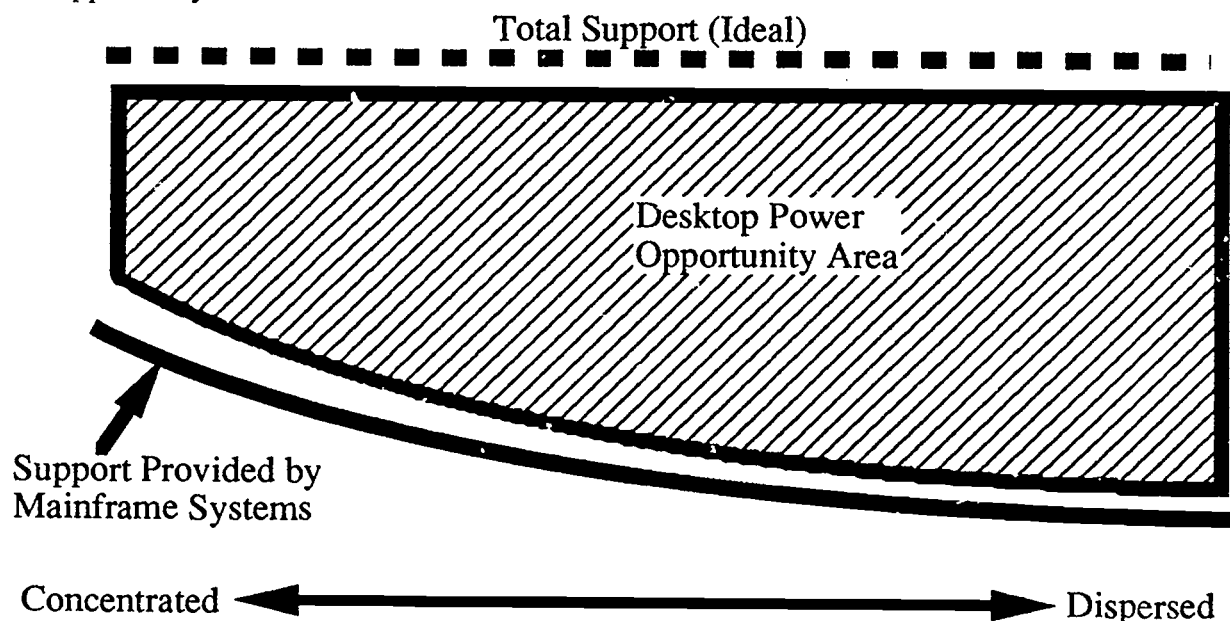 Total Support (Ideal)
Desktop Power
Opportunity Area
Support Provided by
Mainframe Systems
Concentrated
Dispersed